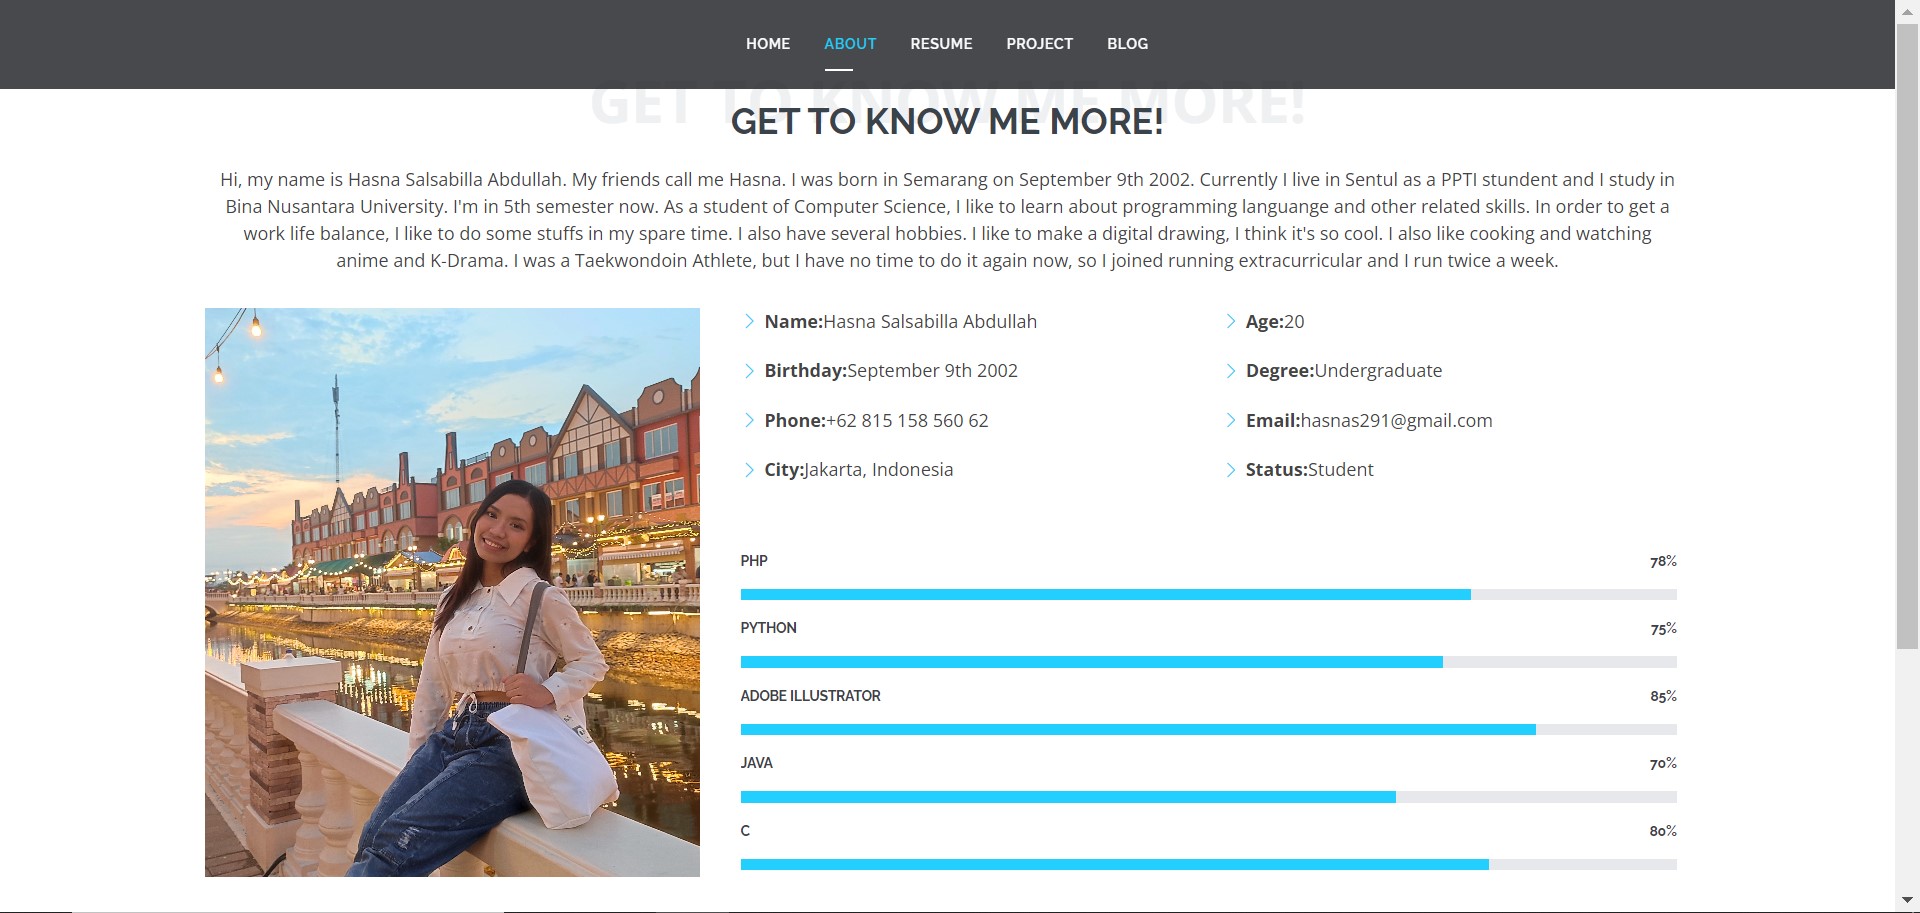 HOME ABOUT RESUME PROJECT BLOG
GET TO KNOW ME MORE!
GET TO KNOW ME MORE!
Hi, my name is Hasna Salsabilla Abdullah. My friends call me Hasna. I was born in Semarang on September 9th 2002. Currently I live in Sentul as a PPTI stundent and I study in
Bina Nusantara University. I'm in 5th semester now. As a student of Computer Science, I like to learn about programming languange and other related skills. In order to get a
work life balance, I like to do some stuffs in my spare time. I also have several hobbies. I like to make a digital drawing, I think it's so cool. I also like cooking and watching
anime and K-Drama. I was a Taekwondoin Athlete, but I have no time to do it again now, so I joined running extracurricular and I run twice a week.
Name:Hasna Salsabilla Abdullah
Birthday:September 9th 2002
Phone:+62 815 158 560 62
City:Jakarta, Indonesia
Age:20
Degree:Undergraduate
Email:hasnas291@gmail.com
Status:Student
PHP 78%
PYTHON 75%
ADOBE ILLUSTRATOR 85%
JAVA 70%
C 80%